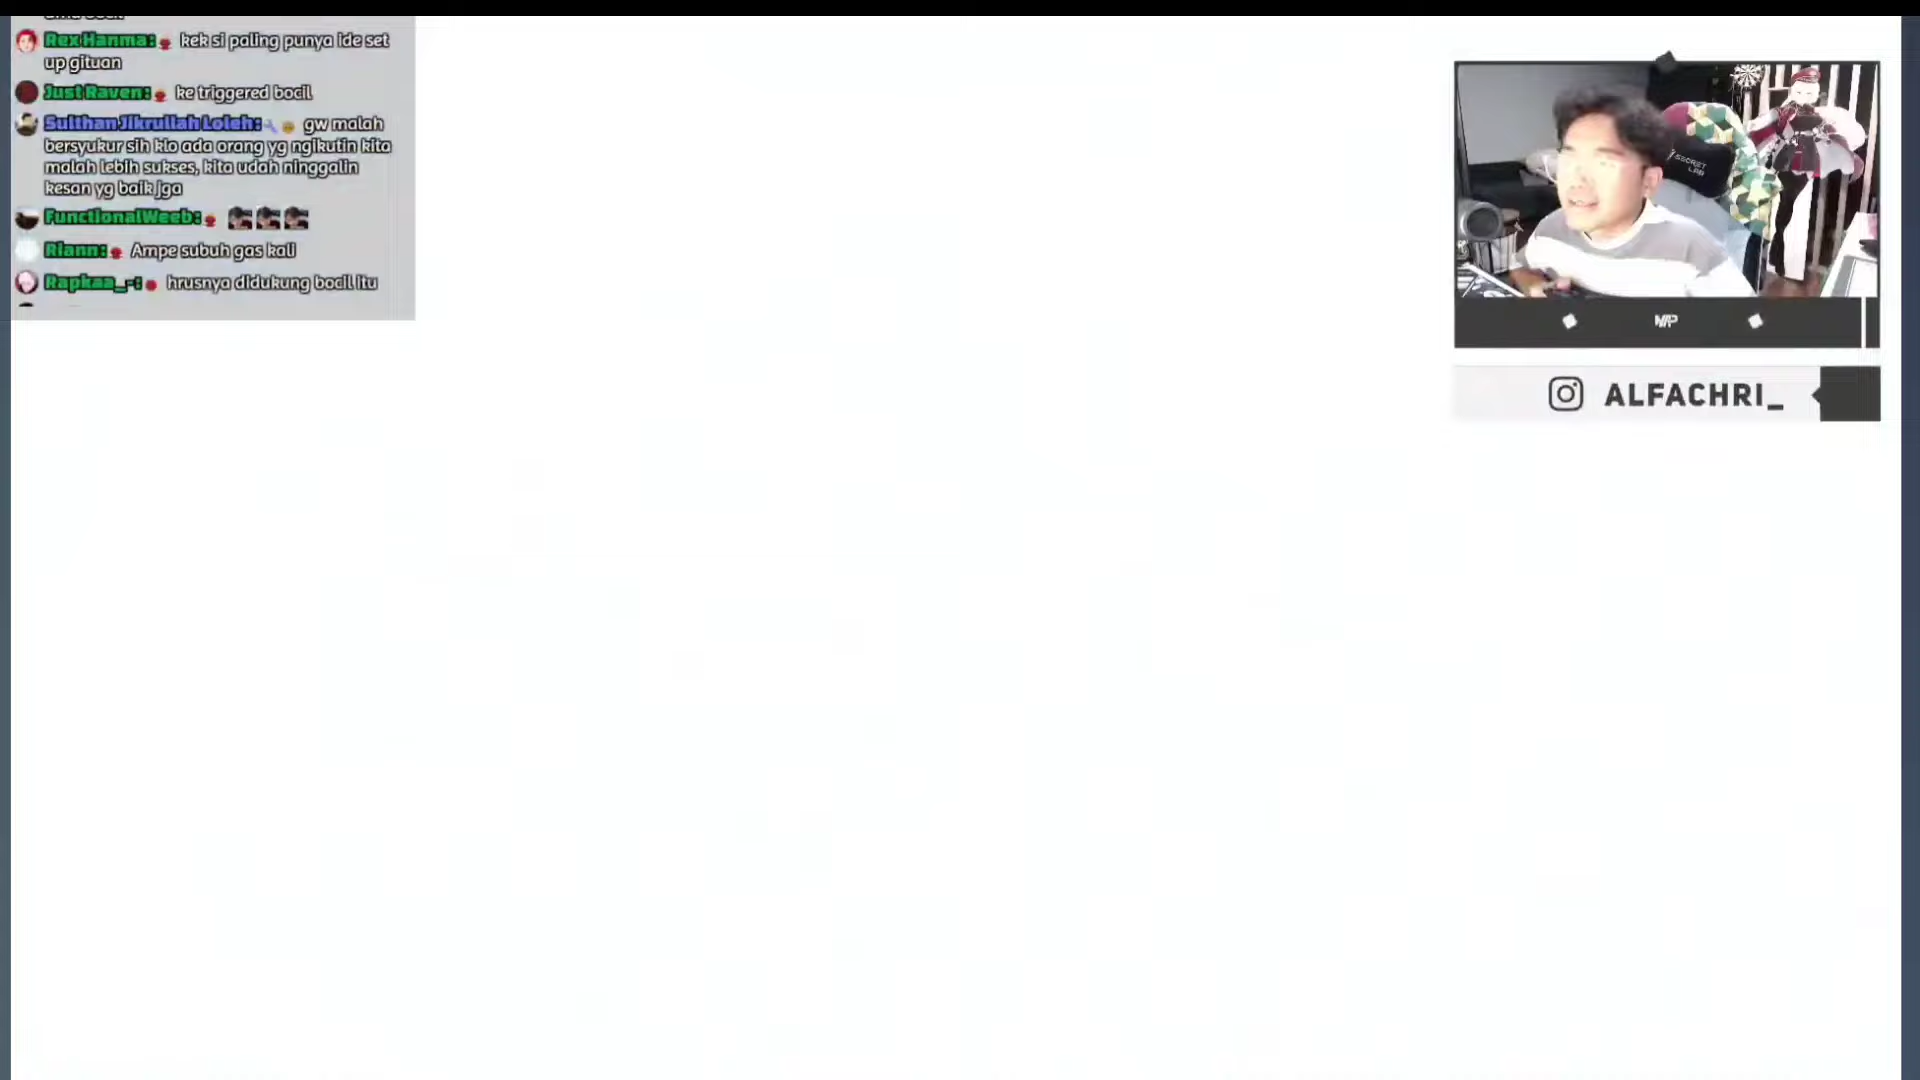 Rex Hanma: kek si paling punya ide set
up gituan
Just Raven: ke triggered bocil
Sulthan Jikrullah Loleh: gw malah
bersyukur sih klo ada orang yg ngikutin kita
malah lebih sukses, kita udah ninggalin
kesan yg baik jga
FunctionalWeeb:
Riann: Ampe subuh gas kali
Rapkaa_-: hrusnya didukung bocil itu
SECRET
LAB
ALFACHRI_